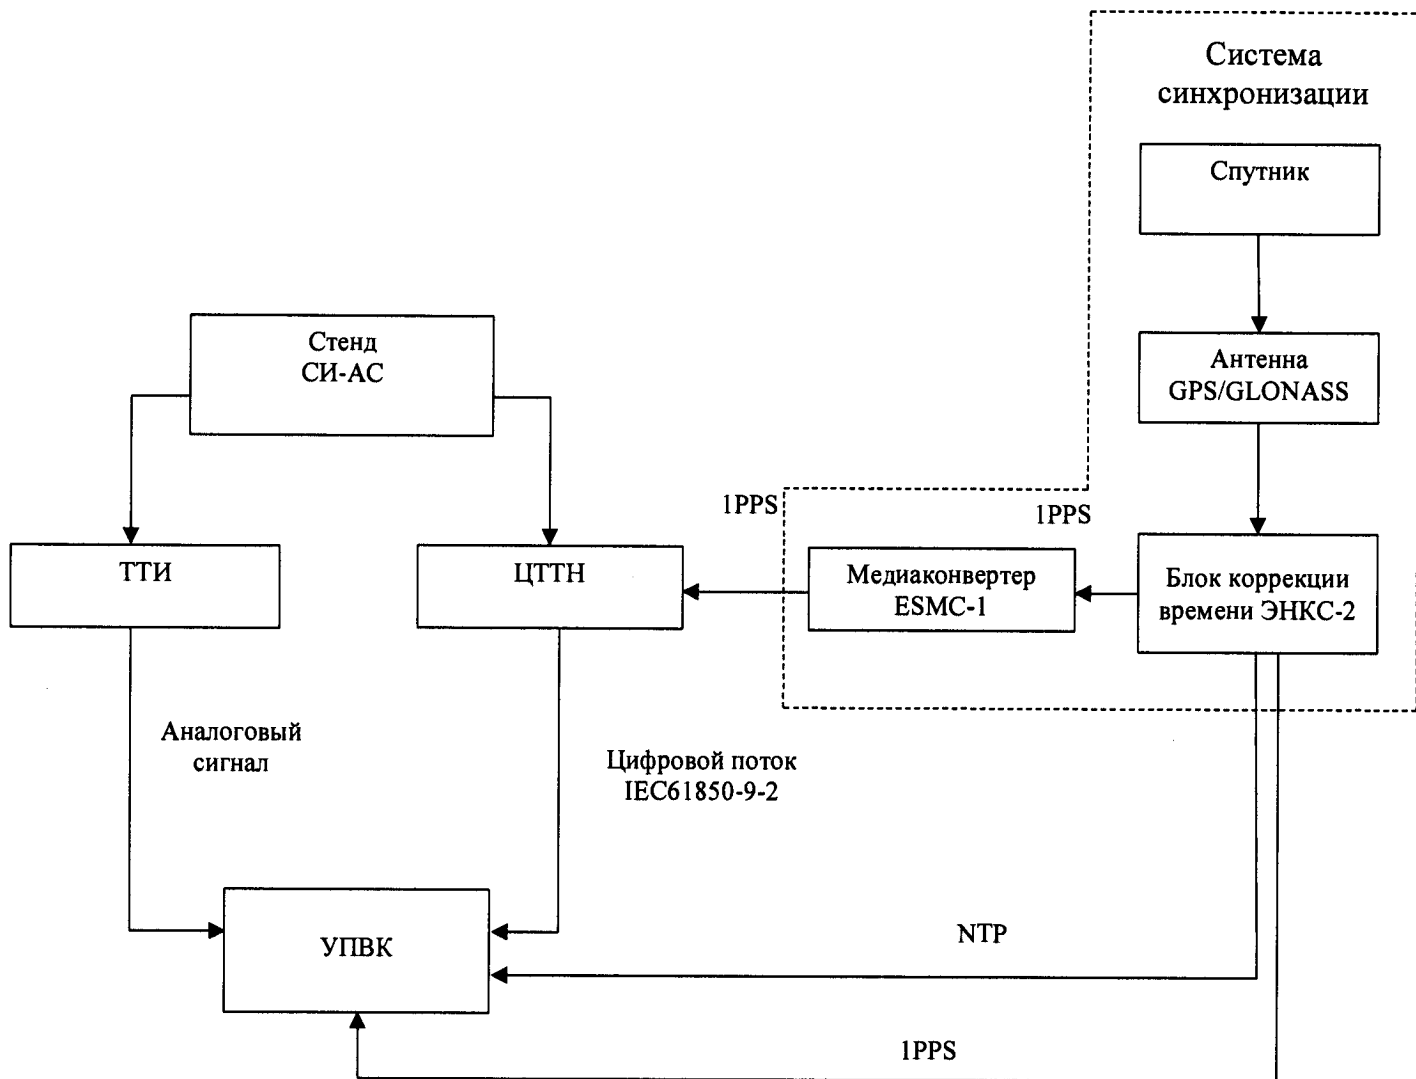 Система
синхронизации
Спутник
Стенд
СИ-АС
Антенна
GPS/GLONASS
1PPS
1PPS
ТТИ
ЦТТН
Медиаконвертер
ESMC-1
Блок коррекции
времени ЭНКС-2
Аналоговый
сигнал
Цифровой поток
IEC61850-9-2
УПВК
NTP
1PPS